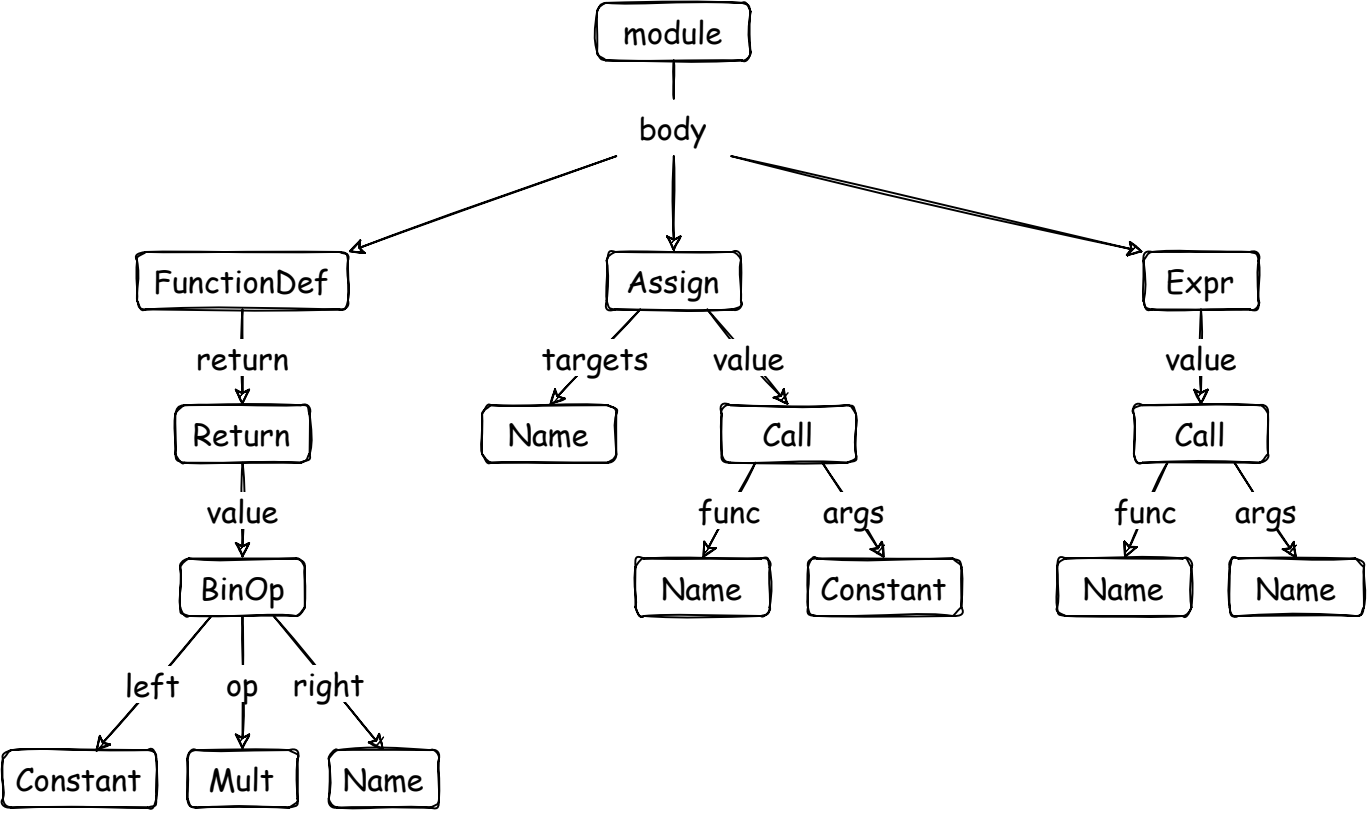 module
body
FunctionDef Assign Expr
return targets value value
Return Name Call Call
value func args func args
BinOp Name Constant Name Name
left op right
Constant Mult Name